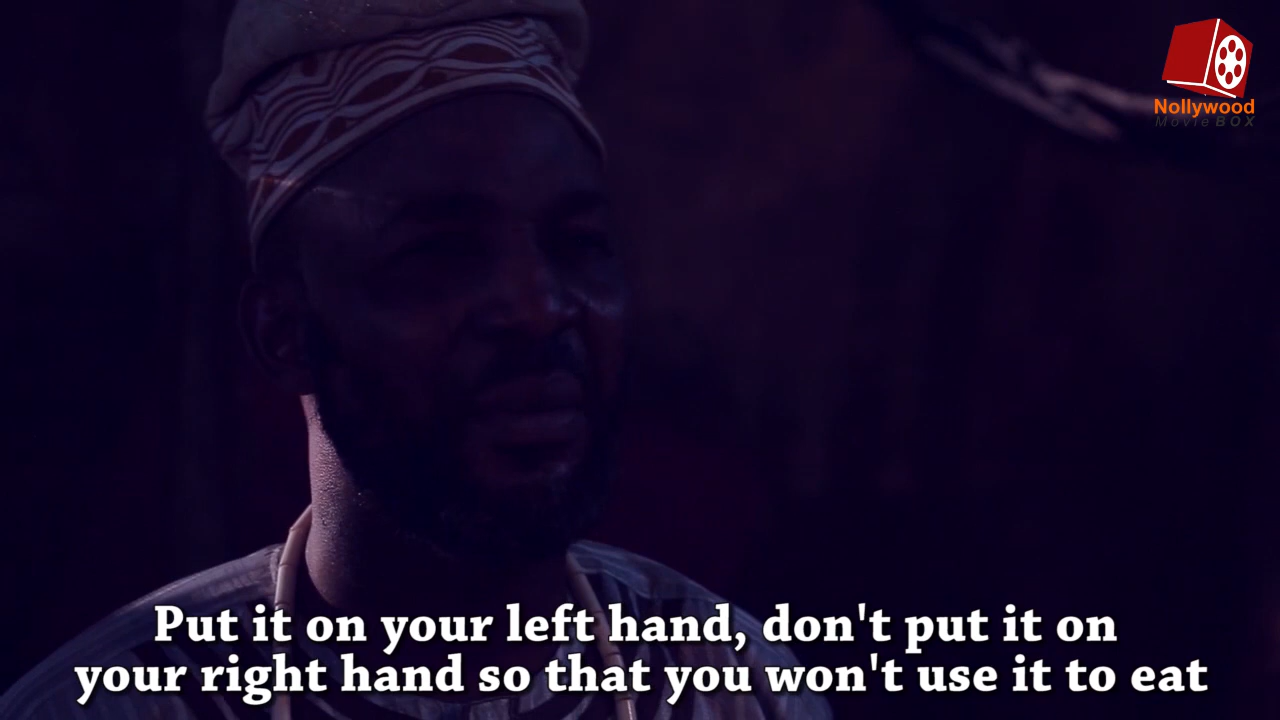 Nollywood
Movie BOX
Put it on your left hand, don't put it on
your right hand so that you won't use it to eat